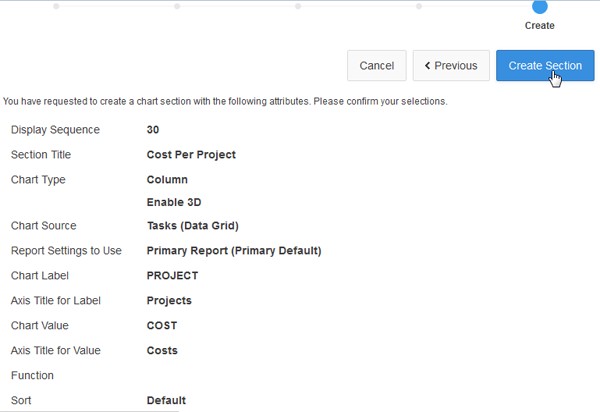 Create
Cancel
Previous
Create Section
You have requested to create a chart section with the following attributes. Please confirm your selections.
Display Sequence 30
Section Title Cost Per Project
Chart Type Column
Enable 3D
Chart Source Tasks (Data Grid)
Report Settings to Use Primary Report (Primary Default)
Chart Label PROJECT
Axis Title for Label Projects
Chart Value COST
Axis Title for Value Costs
Function
Sort Default